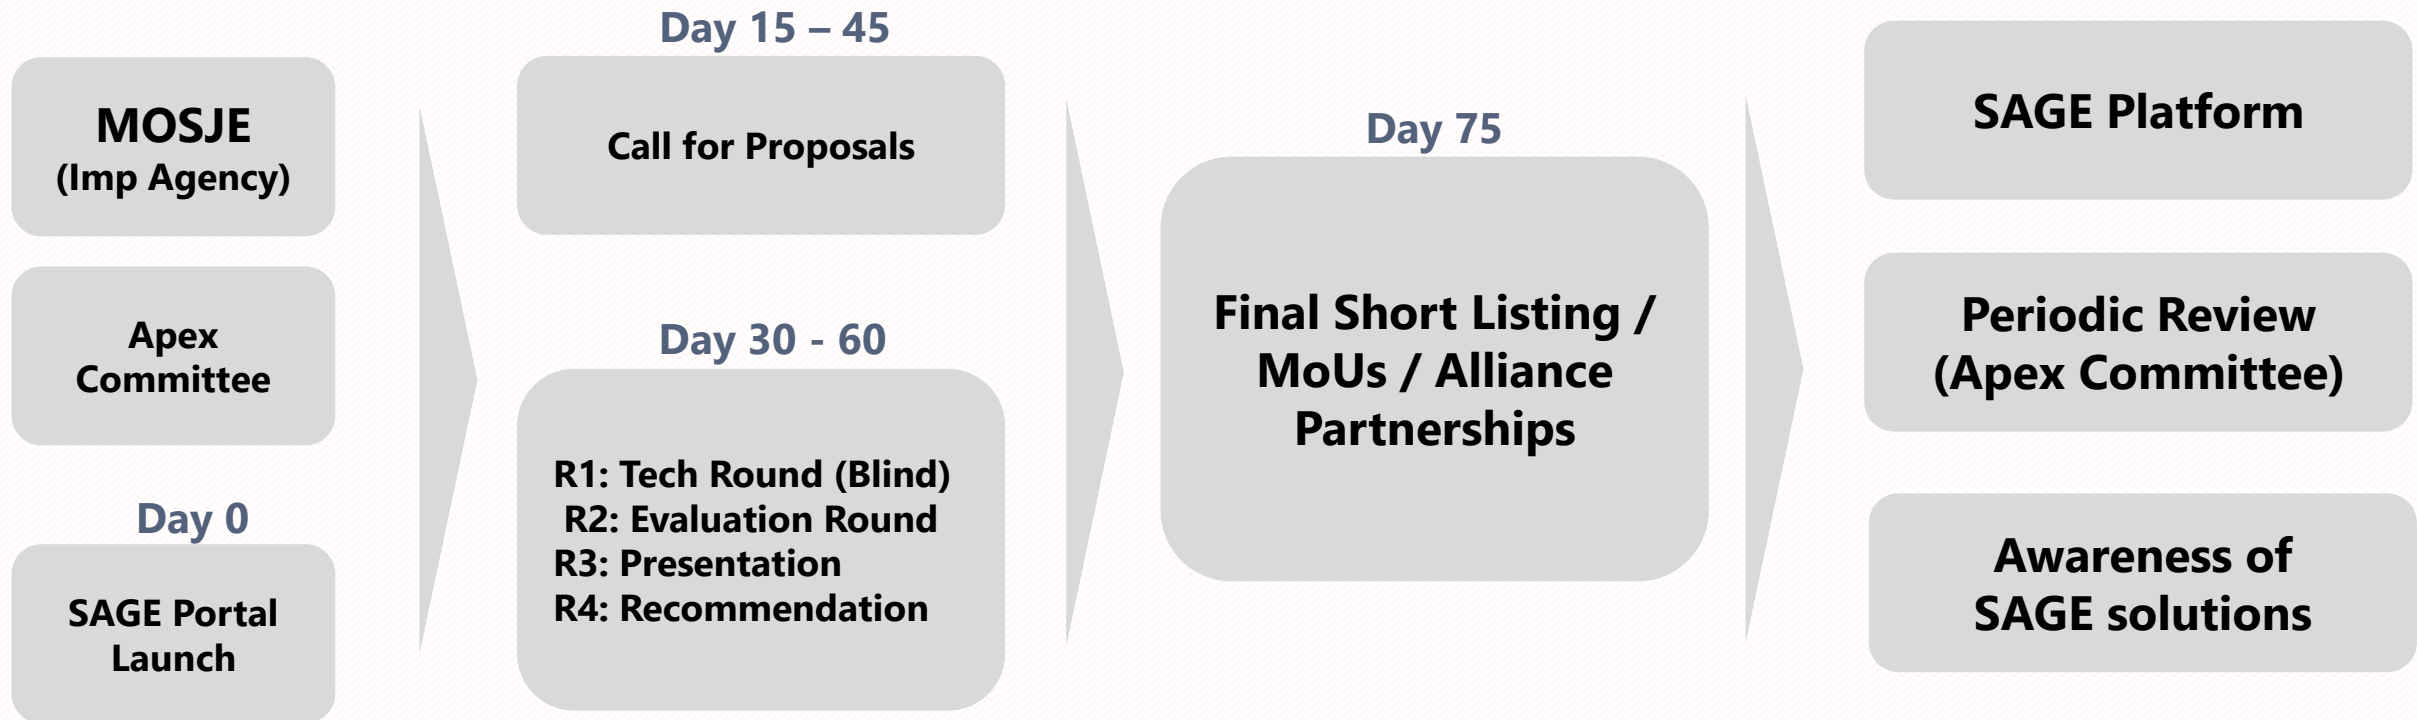 MOSJE
(Imp Agency)
Apex
Committee
Day 0
SAGE Portal
Launch
Day 15 – 45
Call for Proposals
Day 30 - 60
R1: Tech Round (Blind)
R2: Evaluation Round
R3: Presentation
R4: Recommendation
Day 75
Final Short Listing /
MoUs / Alliance
Partnerships
SAGE Platform
Periodic Review
(Apex Committee)
Awareness of
SAGE solutions